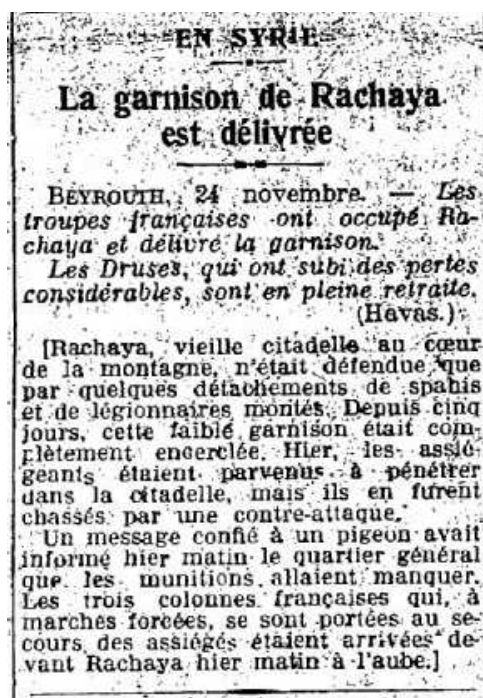 EN SYRIE
La garnison de Rachaya
est délivrée
BEYROUTH, 24 novembre. — Les
troupes françaises ont occupé Ra-
chaya et délivré la garnison.
Les Druses, qui ont subi des pertes
considérables, sont en pleine retraite.
(Havas.)
[Rachaya, vieille citadelle au cœur
de la montagne, n'était défendue que
par quelques détachements de spahis
et de légionnaires montés. Depuis cinq
jours, cette faible garnison était com-
plètement encerclée. Hier, les assié-
geants étaient parvenus à pénétrer
dans la citadelle, mais ils en furent
chassés par une contre-attaque.
Un message confié à un pigeon avait
informé hier matin le quartier général
que les munitions allaient manquer.
Les trois colonnes françaises qui, à
marches forcées, se sont portées au se-
cours des assiégés étaient arrivées de-
vant Rachaya hier matin à l'aube.]